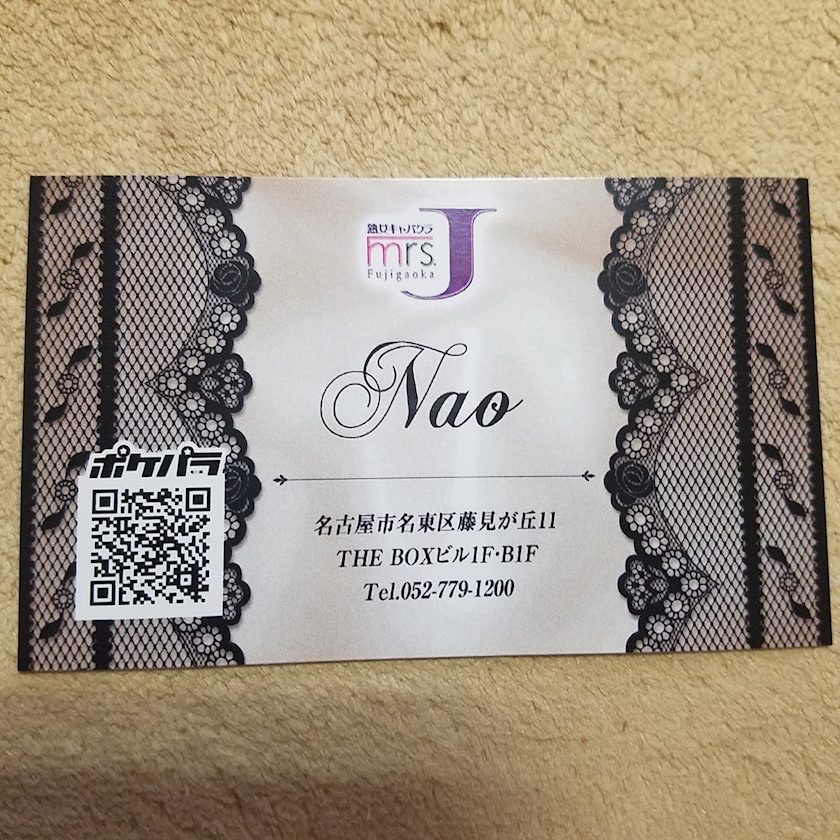 熟女キャバクラ
mrs.
J
Fujigaoka
Nao
ポケパラ
名古屋市名東区藤見が丘11
THE BOXビル1F・B1F
Tel.052-779-1200